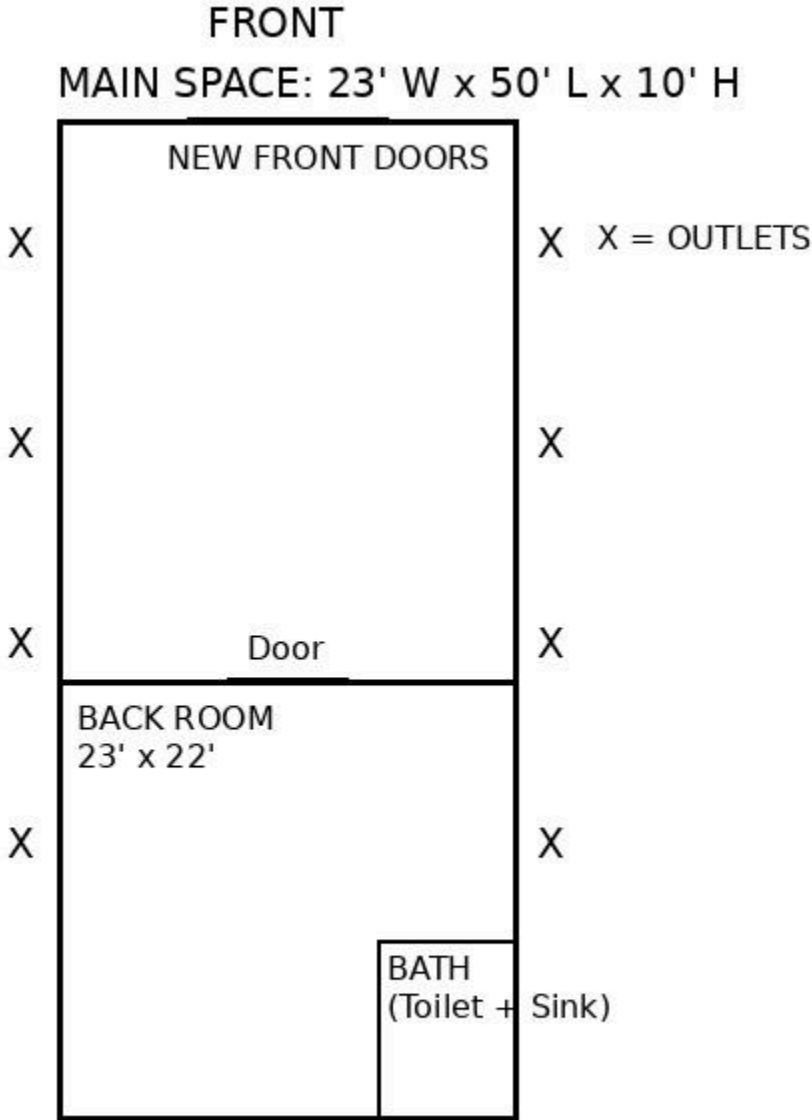 FRONT
MAIN SPACE: 23' W x 50' L x 10' H
NEW FRONT DOORS
X X X = OUTLETS
X X
X Door X
BACK ROOM
23' x 22'
X X
BATH
(Toilet + Sink)